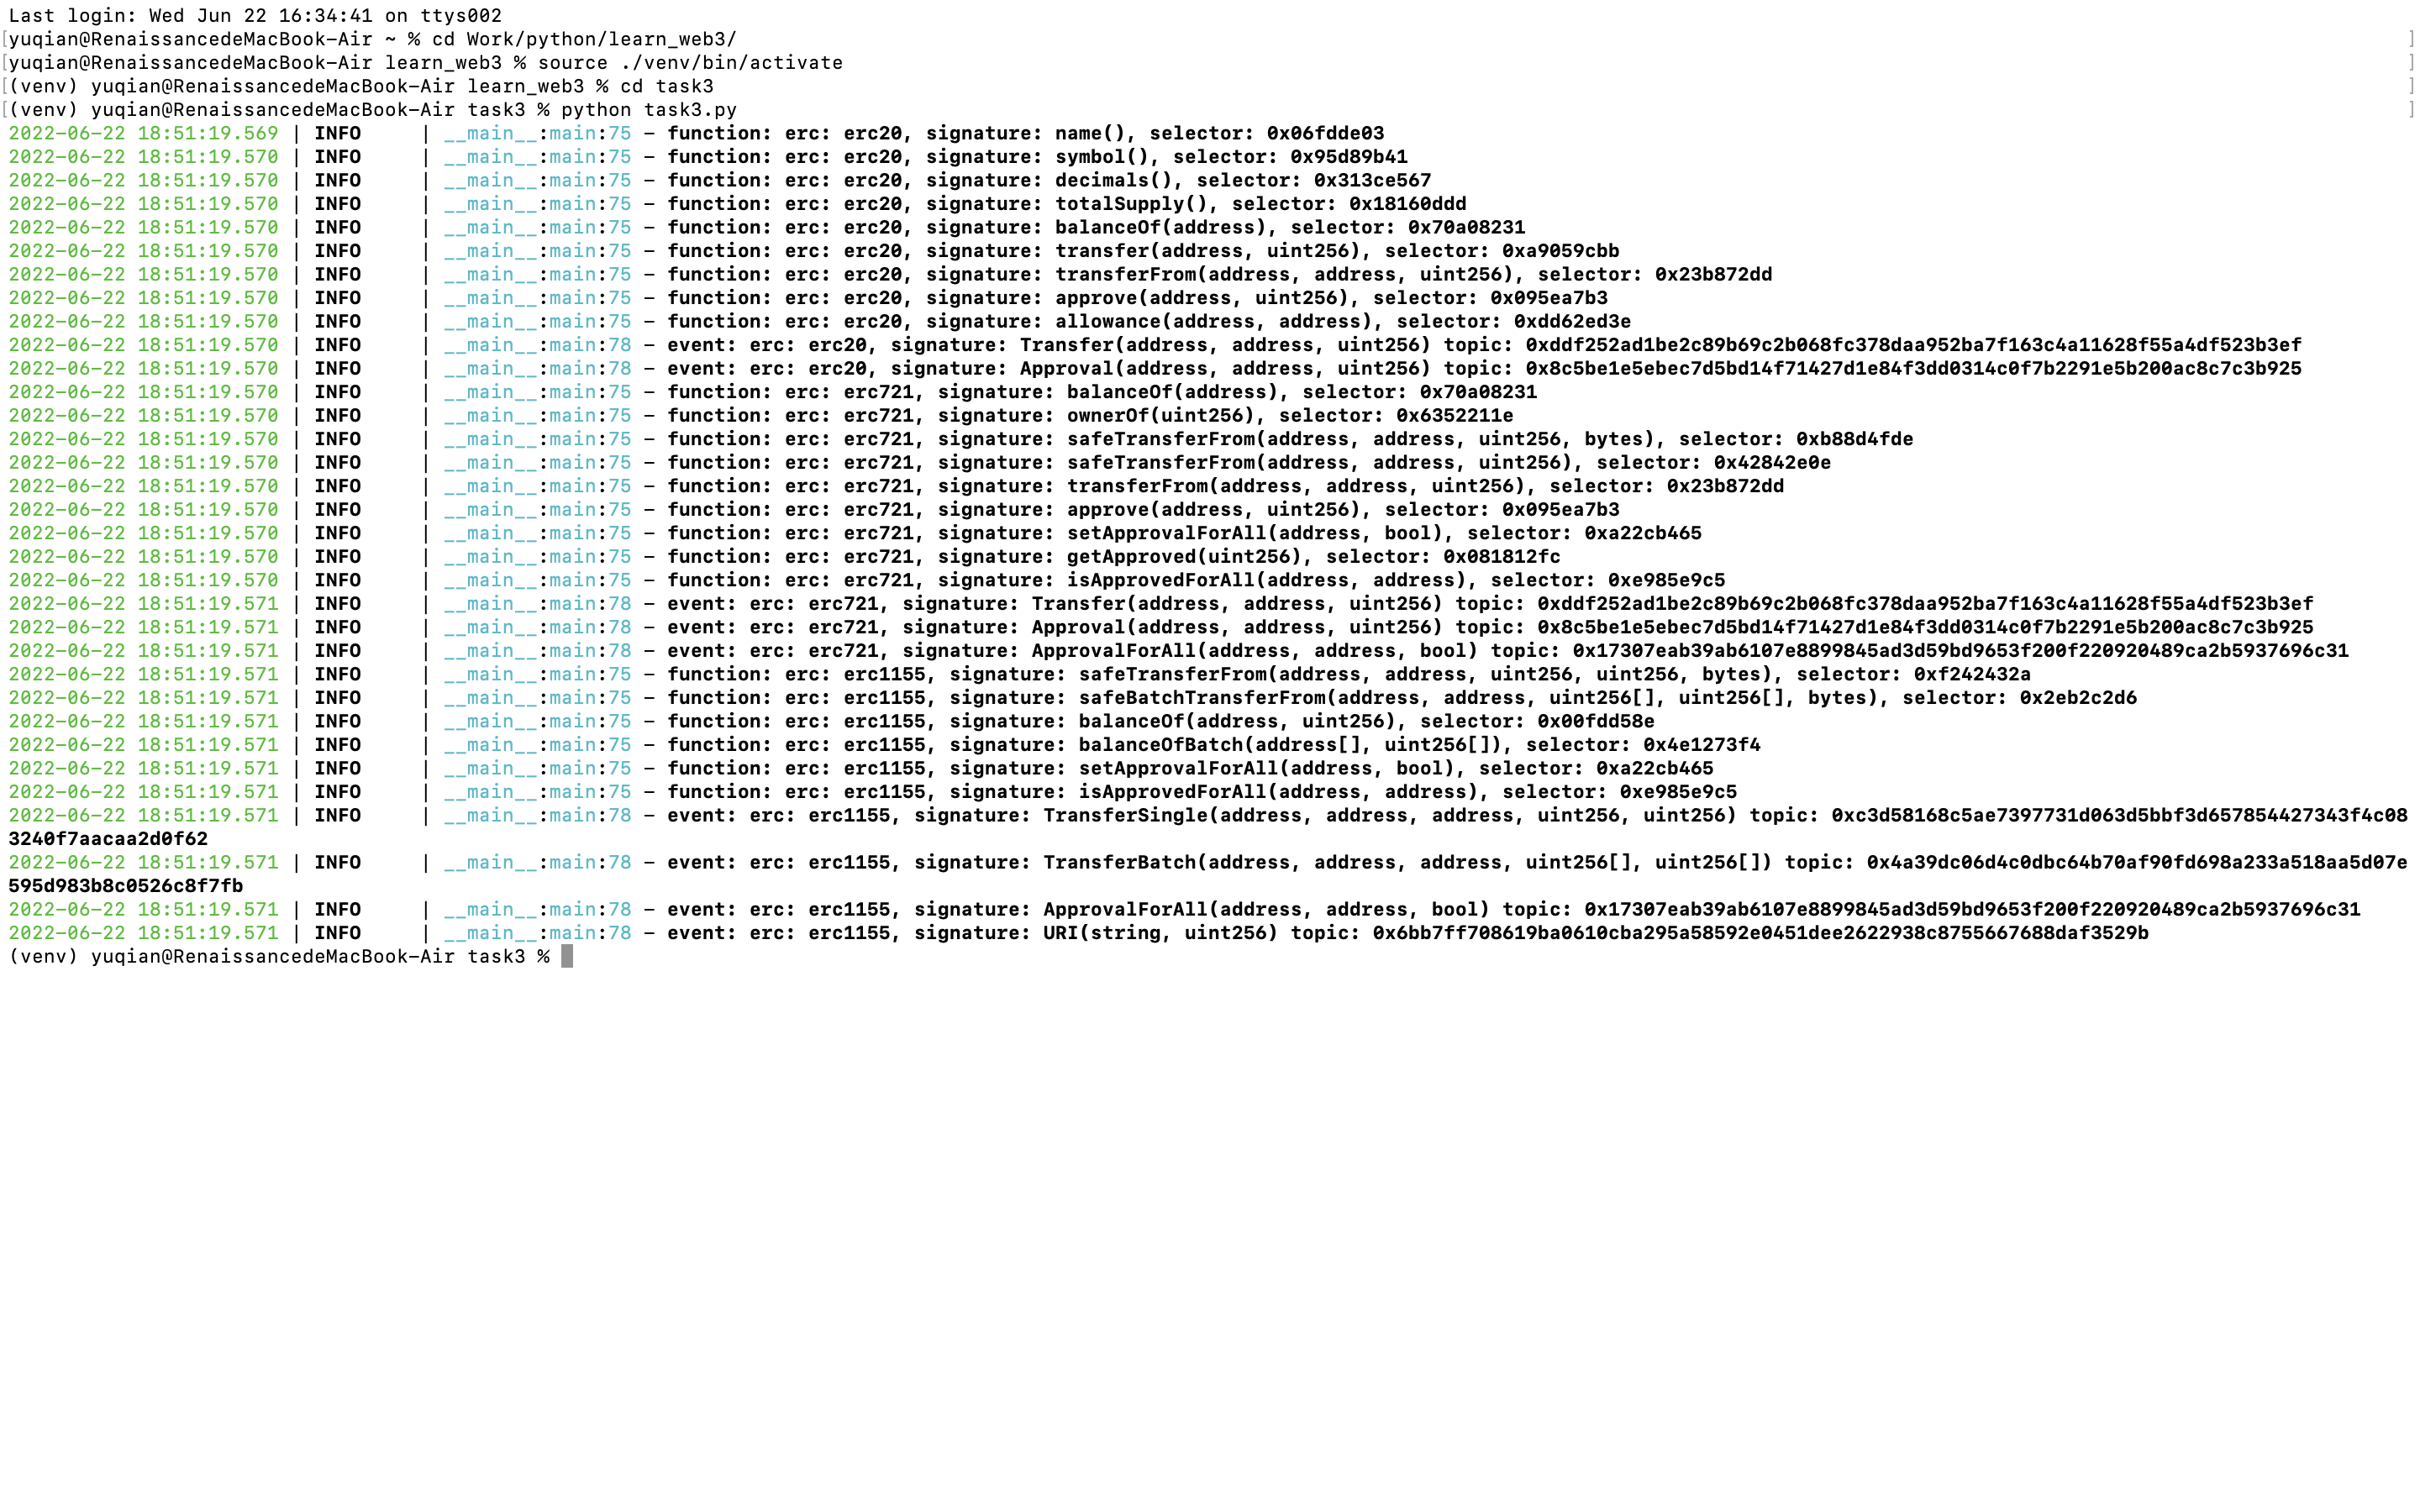 Last login: Wed Jun 22 16:34:41 on ttys002
[yuqian@RenaissancedeMacBook-Air ~ % cd Work/python/learn_web3/ ]
[yuqian@RenaissancedeMacBook-Air learn_web3 % source ./venv/bin/activate ]
[(venv) yuqian@RenaissancedeMacBook-Air learn_web3 % cd task3 ]
[(venv) yuqian@RenaissancedeMacBook-Air task3 % python task3.py ]
2022-06-22 18:51:19.569 | INFO     | __main__:main:75 - function: erc: erc20, signature: name(), selector: 0x06fdde03
2022-06-22 18:51:19.570 | INFO     | __main__:main:75 - function: erc: erc20, signature: symbol(), selector: 0x95d89b41
2022-06-22 18:51:19.570 | INFO     | __main__:main:75 - function: erc: erc20, signature: decimals(), selector: 0x313ce567
2022-06-22 18:51:19.570 | INFO     | __main__:main:75 - function: erc: erc20, signature: totalSupply(), selector: 0x18160ddd
2022-06-22 18:51:19.570 | INFO     | __main__:main:75 - function: erc: erc20, signature: balanceOf(address), selector: 0x70a08231
2022-06-22 18:51:19.570 | INFO     | __main__:main:75 - function: erc: erc20, signature: transfer(address, uint256), selector: 0xa9059cbb
2022-06-22 18:51:19.570 | INFO     | __main__:main:75 - function: erc: erc20, signature: transferFrom(address, address, uint256), selector: 0x23b872dd
2022-06-22 18:51:19.570 | INFO     | __main__:main:75 - function: erc: erc20, signature: approve(address, uint256), selector: 0x095ea7b3
2022-06-22 18:51:19.570 | INFO     | __main__:main:75 - function: erc: erc20, signature: allowance(address, address), selector: 0xdd62ed3e
2022-06-22 18:51:19.570 | INFO     | __main__:main:78 - event: erc: erc20, signature: Transfer(address, address, uint256) topic: 0xddf252ad1be2c89b69c2b068fc378daa952ba7f163c4a11628f55a4df523b3ef
2022-06-22 18:51:19.570 | INFO     | __main__:main:78 - event: erc: erc20, signature: Approval(address, address, uint256) topic: 0x8c5be1e5ebec7d5bd14f71427d1e84f3dd0314c0f7b2291e5b200ac8c7c3b925
2022-06-22 18:51:19.570 | INFO     | __main__:main:75 - function: erc: erc721, signature: balanceOf(address), selector: 0x70a08231
2022-06-22 18:51:19.570 | INFO     | __main__:main:75 - function: erc: erc721, signature: ownerOf(uint256), selector: 0x6352211e
2022-06-22 18:51:19.570 | INFO     | __main__:main:75 - function: erc: erc721, signature: safeTransferFrom(address, address, uint256, bytes), selector: 0xb88d4fde
2022-06-22 18:51:19.570 | INFO     | __main__:main:75 - function: erc: erc721, signature: safeTransferFrom(address, address, uint256), selector: 0x42842e0e
2022-06-22 18:51:19.570 | INFO     | __main__:main:75 - function: erc: erc721, signature: transferFrom(address, address, uint256), selector: 0x23b872dd
2022-06-22 18:51:19.570 | INFO     | __main__:main:75 - function: erc: erc721, signature: approve(address, uint256), selector: 0x095ea7b3
2022-06-22 18:51:19.570 | INFO     | __main__:main:75 - function: erc: erc721, signature: setApprovalForAll(address, bool), selector: 0xa22cb465
2022-06-22 18:51:19.570 | INFO     | __main__:main:75 - function: erc: erc721, signature: getApproved(uint256), selector: 0x081812fc
2022-06-22 18:51:19.570 | INFO     | __main__:main:75 - function: erc: erc721, signature: isApprovedForAll(address, address), selector: 0xe985e9c5
2022-06-22 18:51:19.571 | INFO     | __main__:main:78 - event: erc: erc721, signature: Transfer(address, address, uint256) topic: 0xddf252ad1be2c89b69c2b068fc378daa952ba7f163c4a11628f55a4df523b3ef
2022-06-22 18:51:19.571 | INFO     | __main__:main:78 - event: erc: erc721, signature: Approval(address, address, uint256) topic: 0x8c5be1e5ebec7d5bd14f71427d1e84f3dd0314c0f7b2291e5b200ac8c7c3b925
2022-06-22 18:51:19.571 | INFO     | __main__:main:78 - event: erc: erc721, signature: ApprovalForAll(address, address, bool) topic: 0x17307eab39ab6107e8899845ad3d59bd9653f200f220920489ca2b5937696c31
2022-06-22 18:51:19.571 | INFO     | __main__:main:75 - function: erc: erc1155, signature: safeTransferFrom(address, address, uint256, uint256, bytes), selector: 0xf242432a
2022-06-22 18:51:19.571 | INFO     | __main__:main:75 - function: erc: erc1155, signature: safeBatchTransferFrom(address, address, uint256[], uint256[], bytes), selector: 0x2eb2c2d6
2022-06-22 18:51:19.571 | INFO     | __main__:main:75 - function: erc: erc1155, signature: balanceOf(address, uint256), selector: 0x00fdd58e
2022-06-22 18:51:19.571 | INFO     | __main__:main:75 - function: erc: erc1155, signature: balanceOfBatch(address[], uint256[]), selector: 0x4e1273f4
2022-06-22 18:51:19.571 | INFO     | __main__:main:75 - function: erc: erc1155, signature: setApprovalForAll(address, bool), selector: 0xa22cb465
2022-06-22 18:51:19.571 | INFO     | __main__:main:75 - function: erc: erc1155, signature: isApprovedForAll(address, address), selector: 0xe985e9c5
2022-06-22 18:51:19.571 | INFO     | __main__:main:78 - event: erc: erc1155, signature: TransferSingle(address, address, address, uint256, uint256) topic: 0xc3d58168c5ae7397731d063d5bbf3d657854427343f4c08
3240f7aacaa2d0f62
2022-06-22 18:51:19.571 | INFO     | __main__:main:78 - event: erc: erc1155, signature: TransferBatch(address, address, address, uint256[], uint256[]) topic: 0x4a39dc06d4c0dbc64b70af90fd698a233a518aa5d07e
595d983b8c0526c8f7fb
2022-06-22 18:51:19.571 | INFO     | __main__:main:78 - event: erc: erc1155, signature: ApprovalForAll(address, address, bool) topic: 0x17307eab39ab6107e8899845ad3d59bd9653f200f220920489ca2b5937696c31
2022-06-22 18:51:19.571 | INFO     | __main__:main:78 - event: erc: erc1155, signature: URI(string, uint256) topic: 0x6bb7ff708619ba0610cba295a58592e0451dee2622938c8755667688daf3529b
(venv) yuqian@RenaissancedeMacBook-Air task3 %